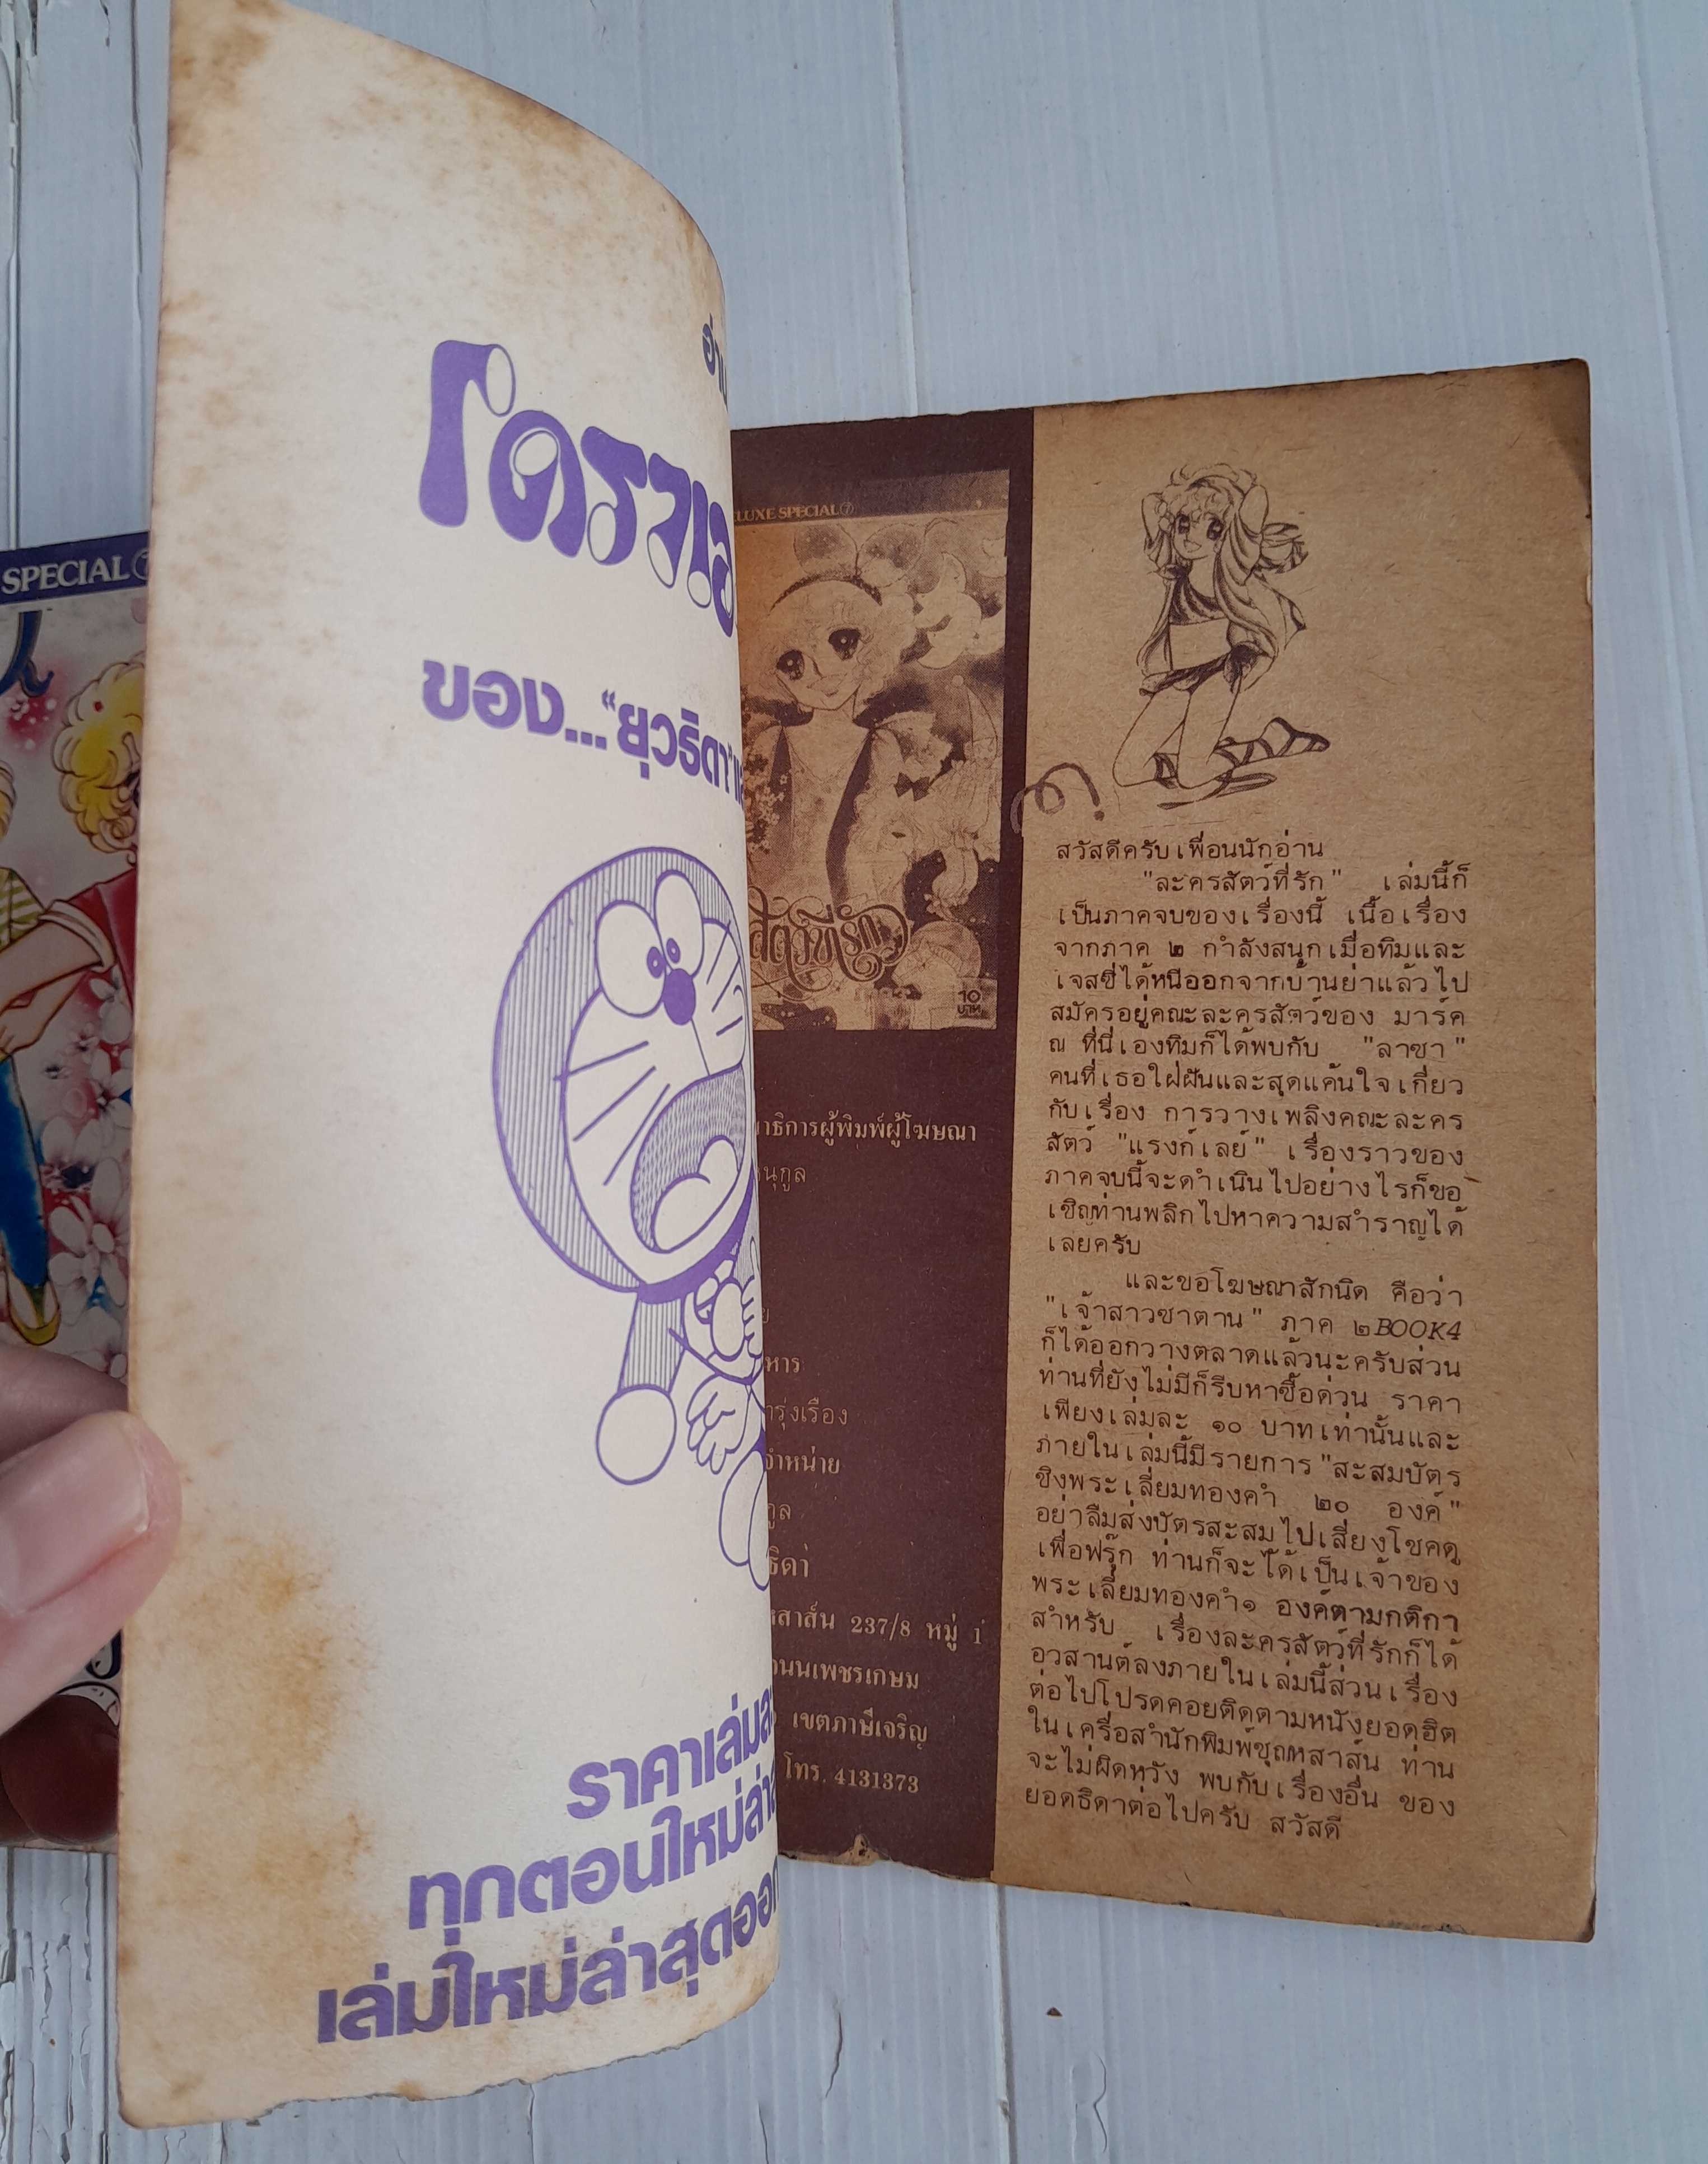 SPECIAL ⑦
อ่าน
โดราเอ
ของ... "ยุวธิดา"
ราคาเล่มละ
ทุกตอนใหม่ล่า
เล่มใหม่ล่าสุดออก
LUXE SPECIAL ⑦
สัตว์ที่รัก
10
บาท
าธิการผู้พิมพ์ผู้โฆษณา
นุกูล
หาร
รุ่งเรือง
จำหน่าย
กูล
ธิดา
หสาส์น 237/8 หมู่ 1
ถนนเพชรเกษม
เขตภาษีเจริญ
โทร. 4131373
สวัสดีครับเพื่อนนักอ่าน
"ละครสัตว์ที่รัก" เล่มนี้ก็
เป็นภาคจบของเรื่องนี้ เนื้อเรื่อง
จากภาค ๒ กำลังสนุกเมื่อทิมและ
เจสซี่ได้หนีออกจากบ้านย่าแล้วไป
สมัครอยู่คณะละครสัตว์ของ มาร์ค
ณ ที่นี่เองทิมก็ได้พบกับ "ลาซา"
คนที่เธอใฝ่ฝันและสุดแค้นใจเกี่ยว
กับเรื่อง การวางเพลิงคณะละคร
สัตว์ "แรงก์เลย์" เรื่องราวของ
ภาคจบนี้จะดำเนินไปอย่างไรก็ขอ
เชิญท่านพลิกไปหาความสำราญได้
เลยครับ
และขอโฆษณาสักนิด คือว่า
"เจ้าสาวซาตาน" ภาค ๒BOOK4
ก็ได้ออกวางตลาดแล้วนะครับส่วน
ท่านที่ยังไม่มีก็รีบหาซื้อด่วน ราคา
เพียงเล่มละ ๑๐ บาทเท่านั้นและ
ภายในเล่มนี้มีรายการ "สะสมบัตร
ชิงพระเลี่ยมทองคำ ๒๐ องค์"
อย่าลืมส่งบัตรสะสมไปเสี่ยงโชคดู
เพื่อฟรุ๊ก ท่านก็จะได้เป็นเจ้าของ
พระเลี่ยมทองคำ๑ องค์ตามกติกา
สำหรับ เรื่องละครสัตว์ที่รักก็ได้
อวสานต์ลงภายในเล่มนี้ส่วนเรื่อง
ต่อไปโปรดคอยติดตามหนังยอดฮิต
ในเครื่อสำนักพิมพ์ชุณหสาส์น ท่าน
จะไม่ผิดหวัง พบกับเรื่องอื่น ของ
ยอดธิดาต่อไปครับ สวัสดี